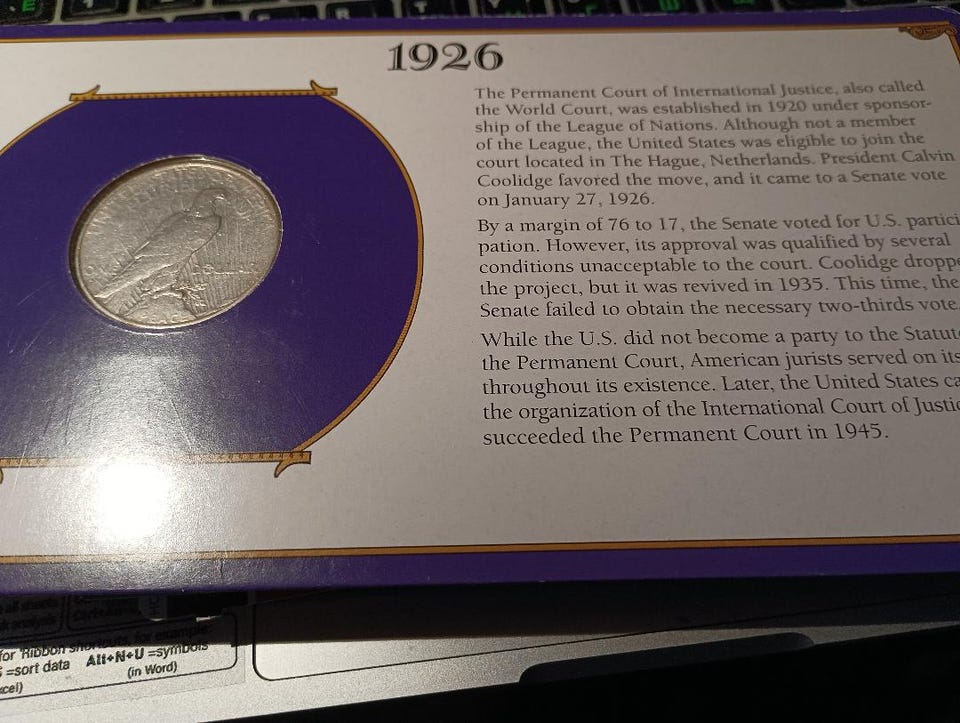 1926
The Permanent Court of International Justice, also called
the World Court, was established in 1920 under sponsor-
ship of the League of Nations. Although not a member
of the League, the United States was eligible to join the
court located in The Hague, Netherlands. President Calvin
Coolidge favored the move, and it came to a Senate vote
on January 27, 1926.
By a margin of 76 to 17, the Senate voted for U.S. partici
pation. However, its approval was qualified by several
conditions unacceptable to the court. Coolidge droppe
the project, but it was revived in 1935. This time, the
Senate failed to obtain the necessary two-thirds vote.
While the U.S. did not become a party to the Statut
the Permanent Court, American jurists served on its
throughout its existence. Later, the United States ca
the organization of the International Court of Justic
succeeded the Permanent Court in 1945.
for Ribbon shortcuts, for example
=sort data Alt+N+U =symbols
(in Word)